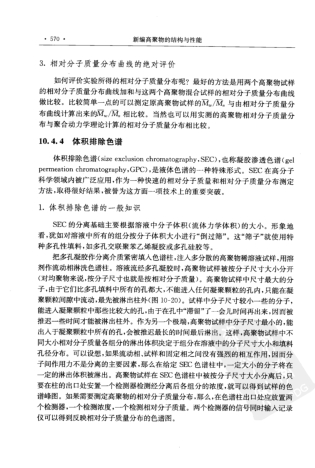 · 570 · 新编高聚物的结构与性能
3. 相对分子质量分布曲线的绝对评价
如何评价实验所得的相对分子质量分布呢？最好的方法是用两个高聚物试样
的相对分子质量分布曲线加和与这两个高聚物混合试样的相对分子质量分布曲线
做比较。比较简单一点的可以测定原高聚物试样的M̄w/M̄n与由相对分子质量分
布曲线计算出来的M̄w/M̄n相比较。当然也可以用实测的高聚物相对分子质量分
布与聚合动力学理论计算的相对分子质量分布相比较。
10.4.4 体积排除色谱
体积排除色谱(size exclusion chromatography,SEC),也称凝胶渗透色谱(gel
permeation chromatography,GPC),是液体色谱的一种特殊形式。SEC在高分子
科学领域内被广泛应用,作为一种快速的相对分子质量和相对分子质量分布测定
方法,取得很好的发展,被誉为这方面一项技术上的重要突破。
1. 体积排除色谱的一般知识
SEC的分离基础主要根据溶液中分子体积(流体力学体积)的大小。形象地
看,犹如对溶液中所有的组分按分子体积大小进行“倒过筛”。这“筛子”就使用特
种多孔性填料,如多孔交联聚苯乙烯凝胶或多孔硅胶等。
把多孔凝胶作分离介质紧密填入色谱柱,注入多分散的高聚物稀溶液试样,用溶
剂作流动相淋洗色谱柱。溶液流经多孔凝胶时,高聚物试样被按分子尺寸大小分开
(对均聚物来说,按分子尺寸也就是按相对分子质量)。高聚物试样中尺寸最大的分
子,由于它们比多孔填料中所有的孔大,不能进入任何凝聚颗粒的孔内,只能在凝
聚颗粒间隙中流动,最先被淋出柱外(图 10-20)。试样中分子尺寸较小一些的分子,
能进入凝聚颗粒中那些比较大的孔,由于在孔中“滞留”了一会儿时间再出来,因而被
推迟一些时间才能被淋出柱外。作为另一个极端,高聚物试样中分子尺寸最小的,能
出入于凝聚颗粒中所有的孔,会被推迟最长的时间最后淋出。这样,高聚物试样中不
同大小相对分子质量各组分的淋出体积决定于组分在溶液中的分子尺寸大小和填料
孔径分布。可以设想,如果流动相、试样和固定相之间没有强烈的相互作用,因而分
子间作用力不是分离的主要因素,那么在给定 SEC 色谱柱中,一定大小的分子将在
一定的淋出体积被淋出。高聚物试样在 SEC 色谱柱中被按分子尺寸大小分离后,只
要在柱的出口处安置一个检测器检测经分离后各组分的浓度,就可以得到试样的色
谱峰图。如果需要测定高聚物的相对分子质量分布,那么,在色谱柱出口处应放置两
个检测器,一个检测浓度,一个检测相对分子质量。两个检测器的信号同时输入记录
仪则可以得到反映相对分子质量分布的色谱图。